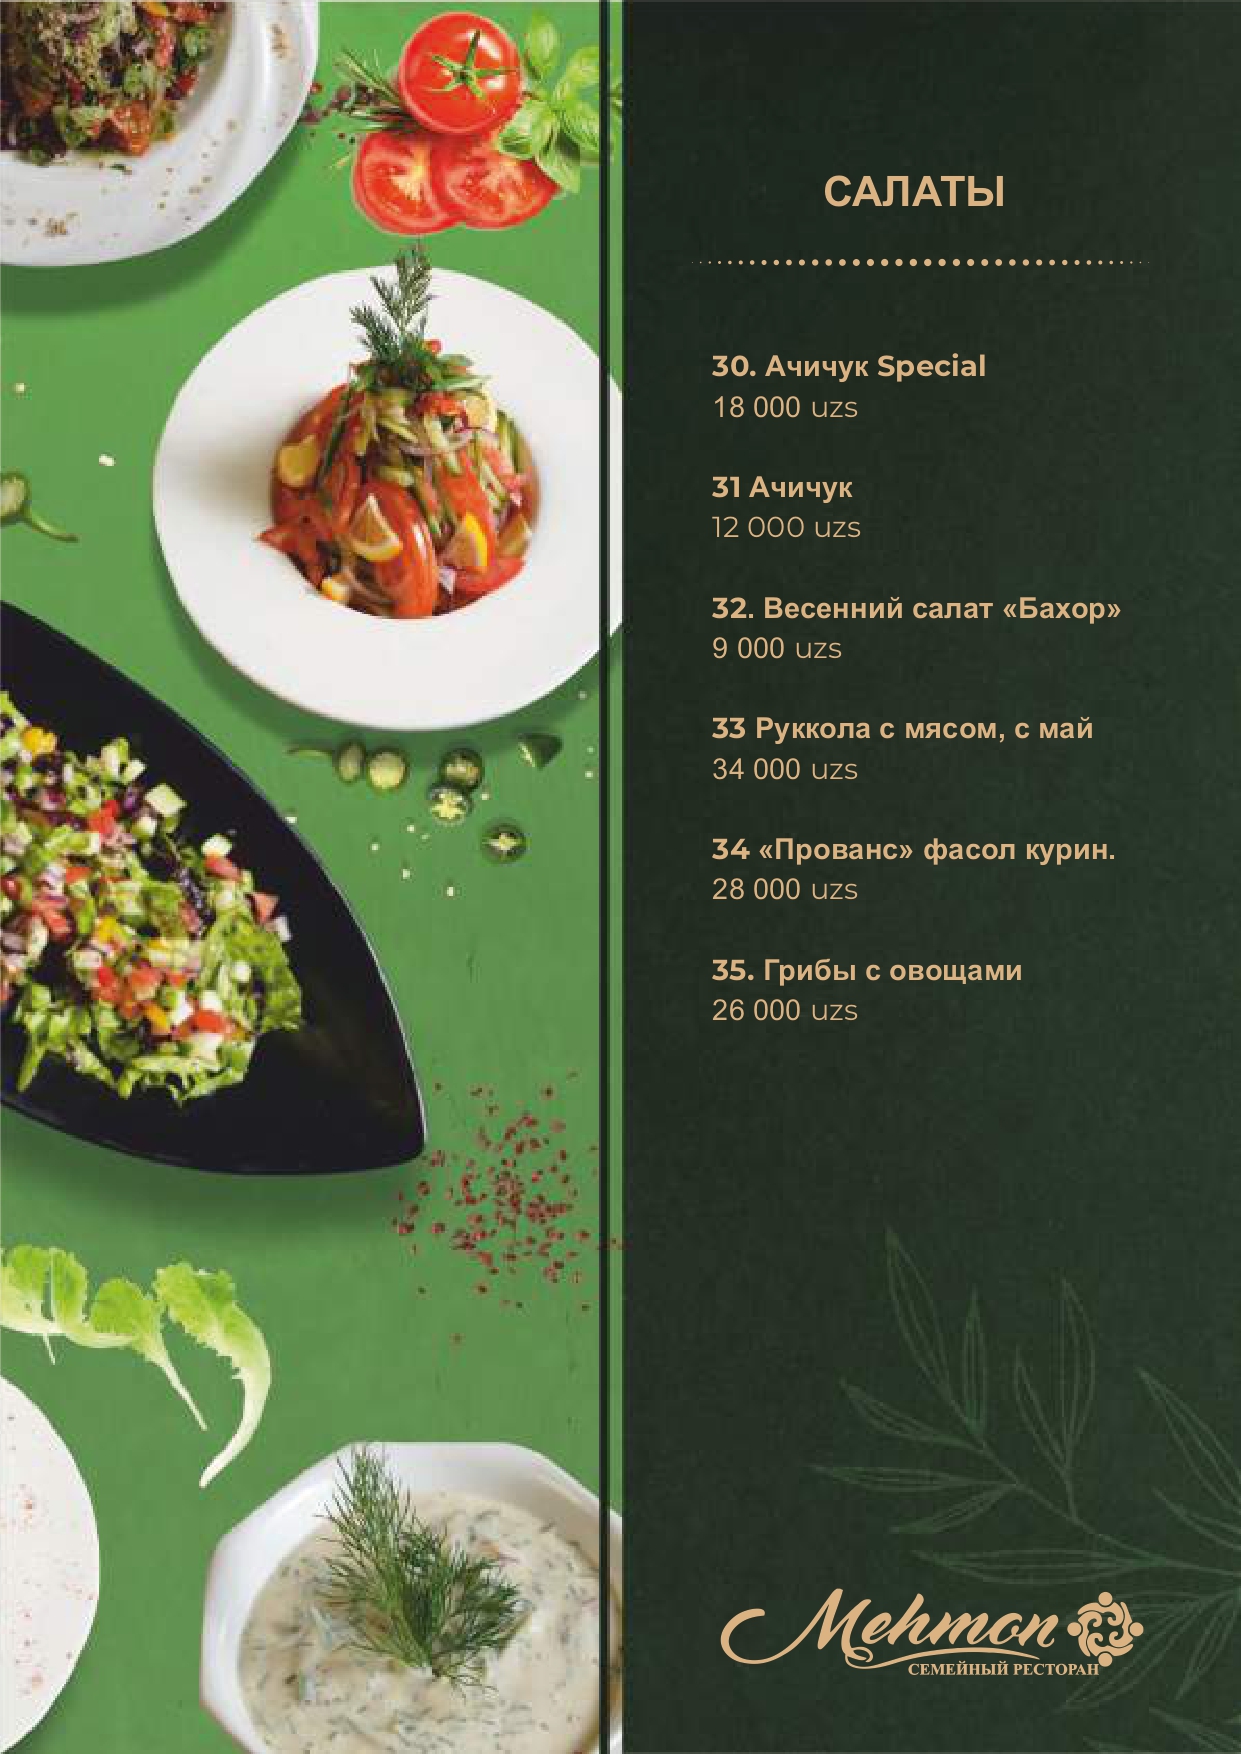 САЛАТЫ
30. Ачичук Special
18 000 uzs
31 Ачичук
12 000 uzs
32. Весенний салат «Бахор»
9 000 uzs
33 Руккола с мясом, с май
34 000 uzs
34 «Прованс» фасол курин.
28 000 uzs
35. Грибы с овощами
26 000 uzs
Mehmon
СЕМЕЙНЫЙ РЕСТОРАН